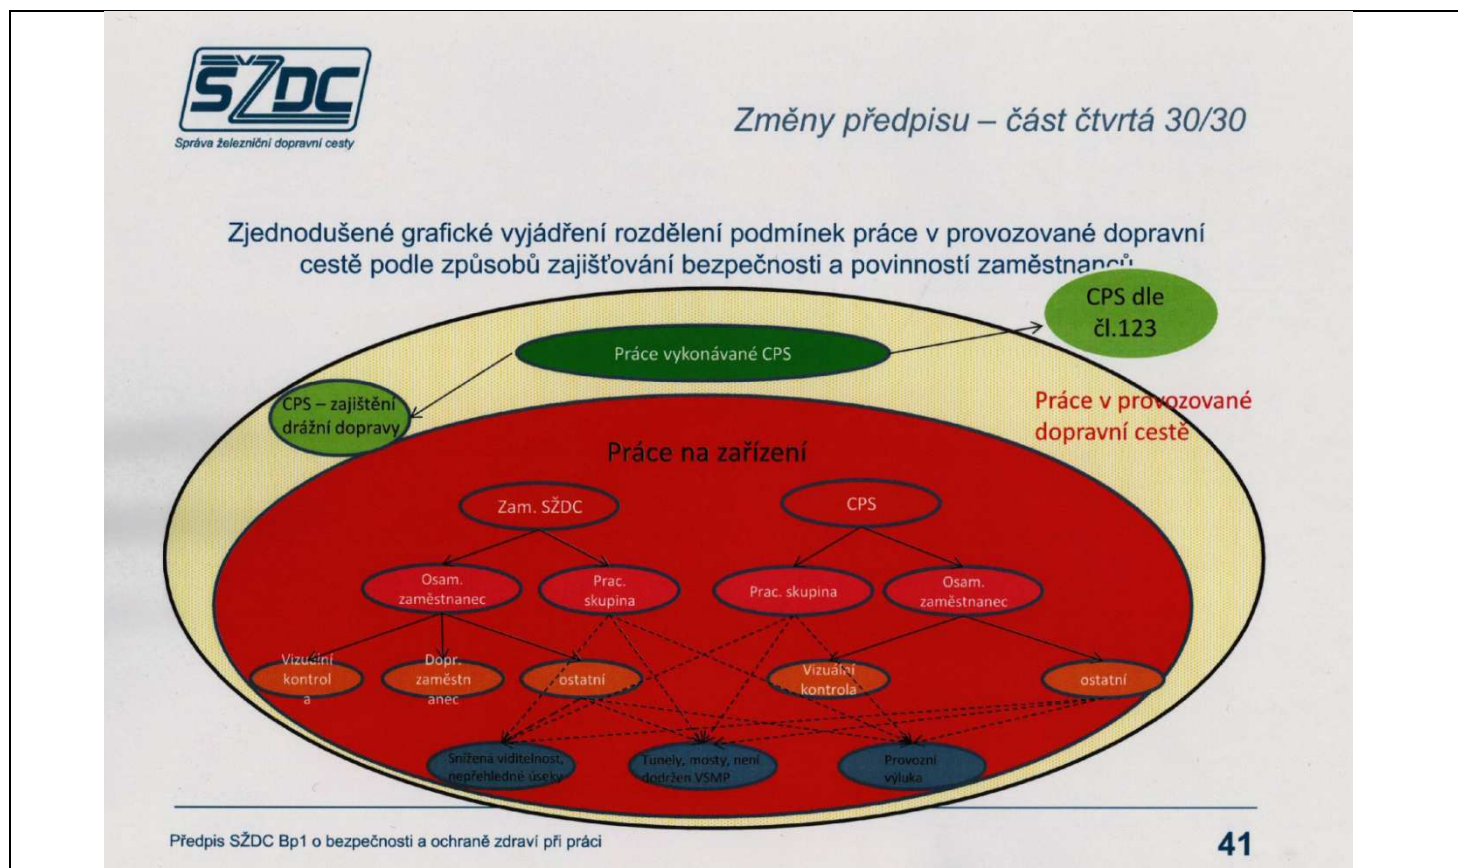 SŽDC
Správa železniční dopravní cesty
Změny předpisu – část čtvrtá 30/30
Zjednodušené grafické vyjádření rozdělení podmínek práce v provozované dopravní
cestě podle způsobů zajišťování bezpečnosti a povinností zaměstnanců
CPS dle
čl.123
Práce vykonávané CPS
CPS – zajištění
drážní dopravy
Práce v provozované
dopravní cestě
Práce na zařízení
Zam. SŽDC
CPS
Osam.
zaměstnanec
Prac.
skupina
Prac. skupina
Osam.
zaměstnanec
Vizuální
kontrol
a
Dopr.
zaměstn
anec
ostatní
Vizuální
kontrola
ostatní
Snížená viditelnost,
nepřehledné úseky
Tunely, mosty, není
dodržen VSMP
Provozní
výluka
Předpis SŽDC Bp1 o bezpečnosti a ochraně zdraví při práci
41